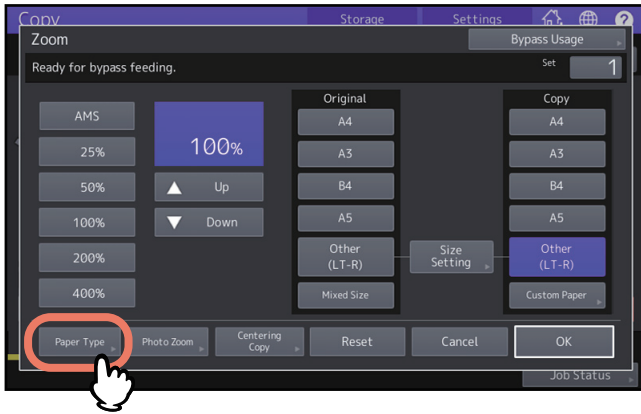 Copy
Storage
Settings
?
Zoom
Bypass Usage
Ready for bypass feeding.
Set
1
AMS
25%
50%
100%
200%
400%
100%
Up
Down
Original
A4
A3
B4
A5
Other
(LT-R)
Mixed Size
Size
Setting
Copy
A4
A3
B4
A5
Other
(LT-R)
Custom Paper
Paper Type
Photo Zoom
Centering
Copy
Reset
Cancel
OK
Job Status